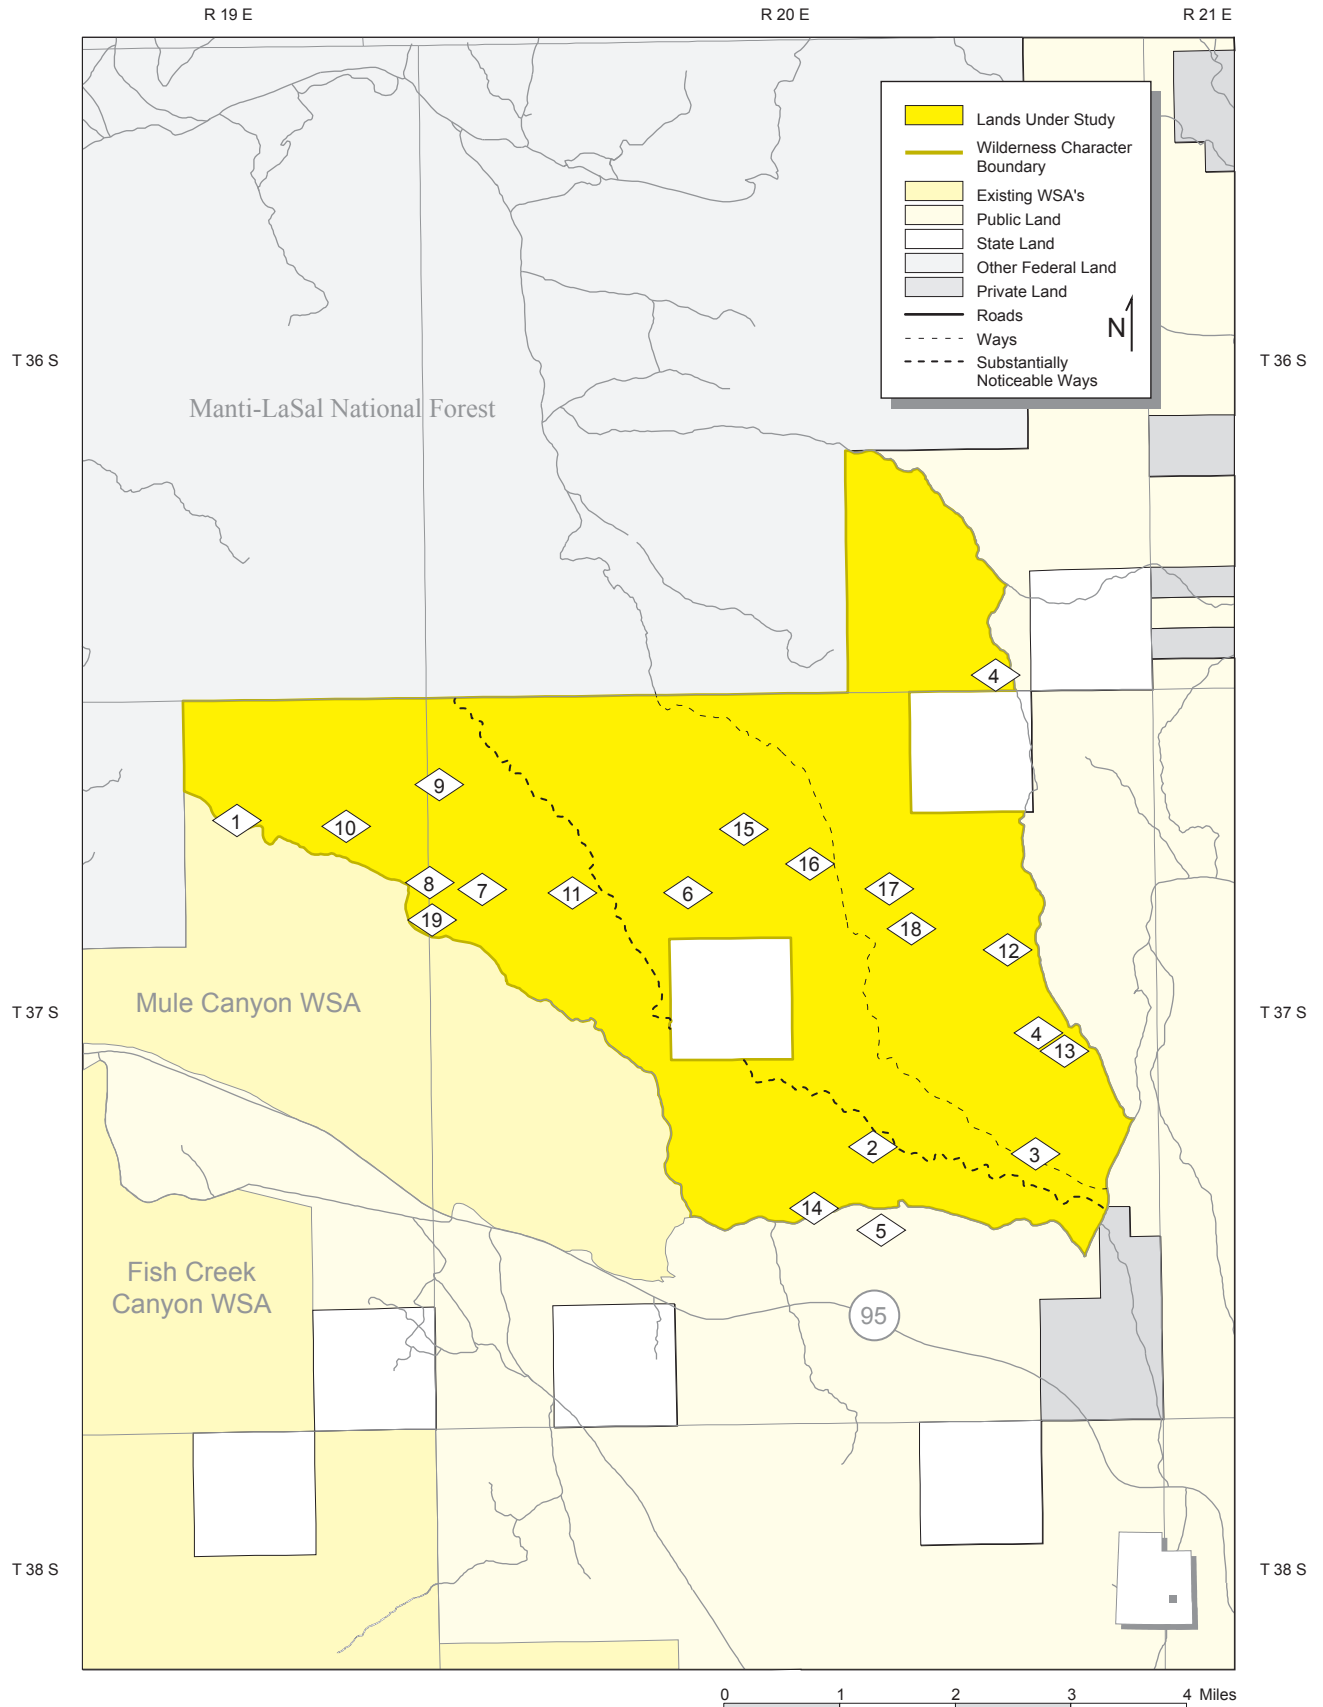 R 19 E R 20 E R 21 E
Lands Under Study
Wilderness Character
Boundary
Existing WSA's
Public Land
State Land
Other Federal Land
Private Land
Roads
N
Ways
Substantially
Noticeable Ways
T 36 S T 36 S
Manti-LaSal National Forest
4
9
1
10
15
16
8
7
11
6
17
19
18
12
Mule Canyon WSA
T 37 S T 37 S
4
13
2
3
14
5
Fish Creek
Canyon WSA
95
T 38 S T 38 S
0 1 2 3 4 Miles